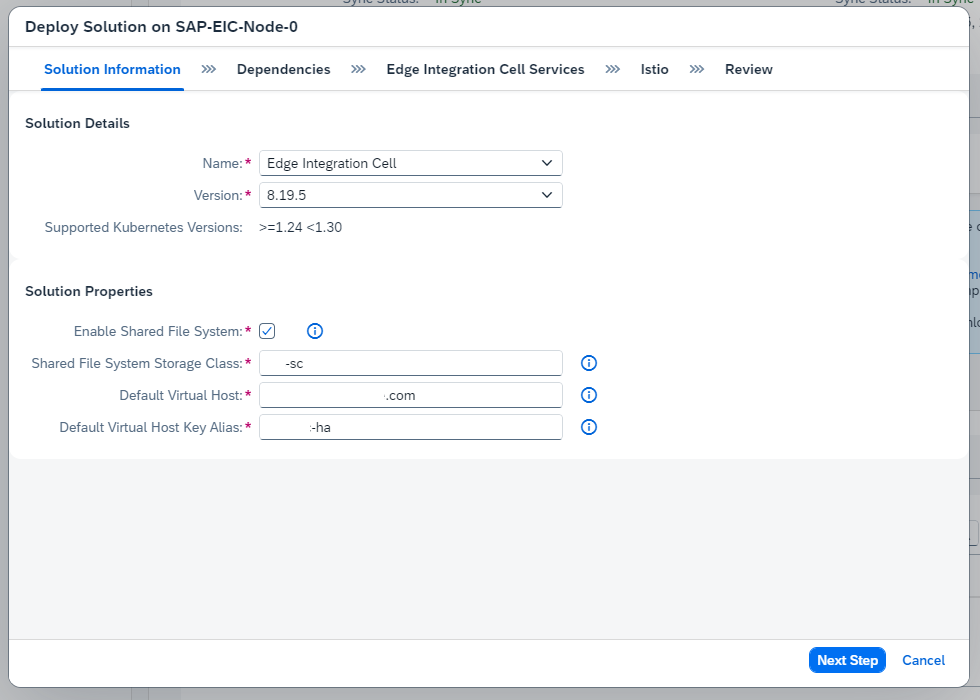 Deploy Solution on SAP-EIC-Node-0
Solution Information >>> Dependencies >>> Edge Integration Cell Services >>> Istio >>> Review
Solution Details
Name:* Edge Integration Cell
Version:* 8.19.5
Supported Kubernetes Versions: >=1.24 <1.30
Solution Properties
Enable Shared File System:*
Shared File System Storage Class:* -sc
Default Virtual Host:* .com
Default Virtual Host Key Alias:* -ha
Next Step Cancel